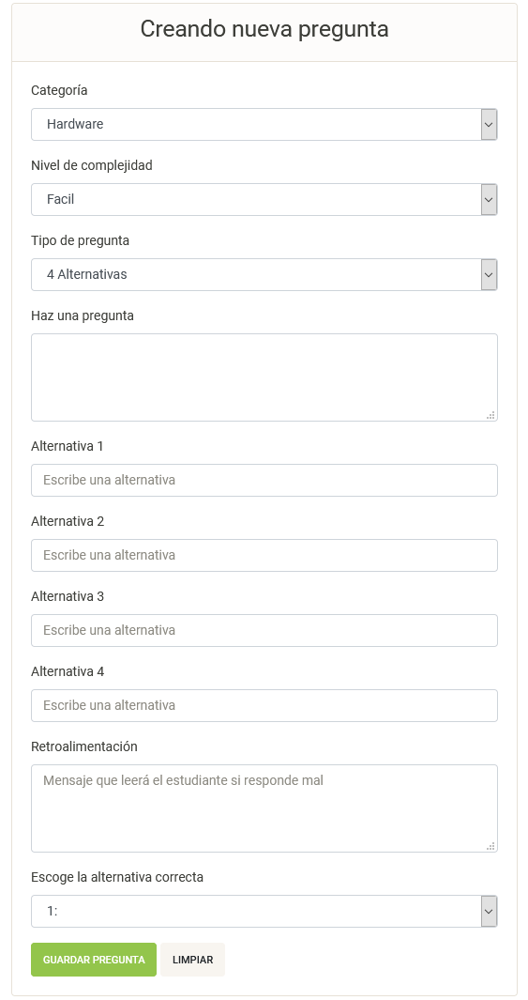 Creando nueva pregunta
Categoría
Hardware
Nivel de complejidad
Facil
Tipo de pregunta
4 Alternativas
Haz una pregunta
Alternativa 1
Escribe una alternativa
Alternativa 2
Escribe una alternativa
Alternativa 3
Escribe una alternativa
Alternativa 4
Escribe una alternativa
Retroalimentación
Mensaje que leerá el estudiante si responde mal
Escoge la alternativa correcta
1:
GUARDAR PREGUNTA LIMPIAR